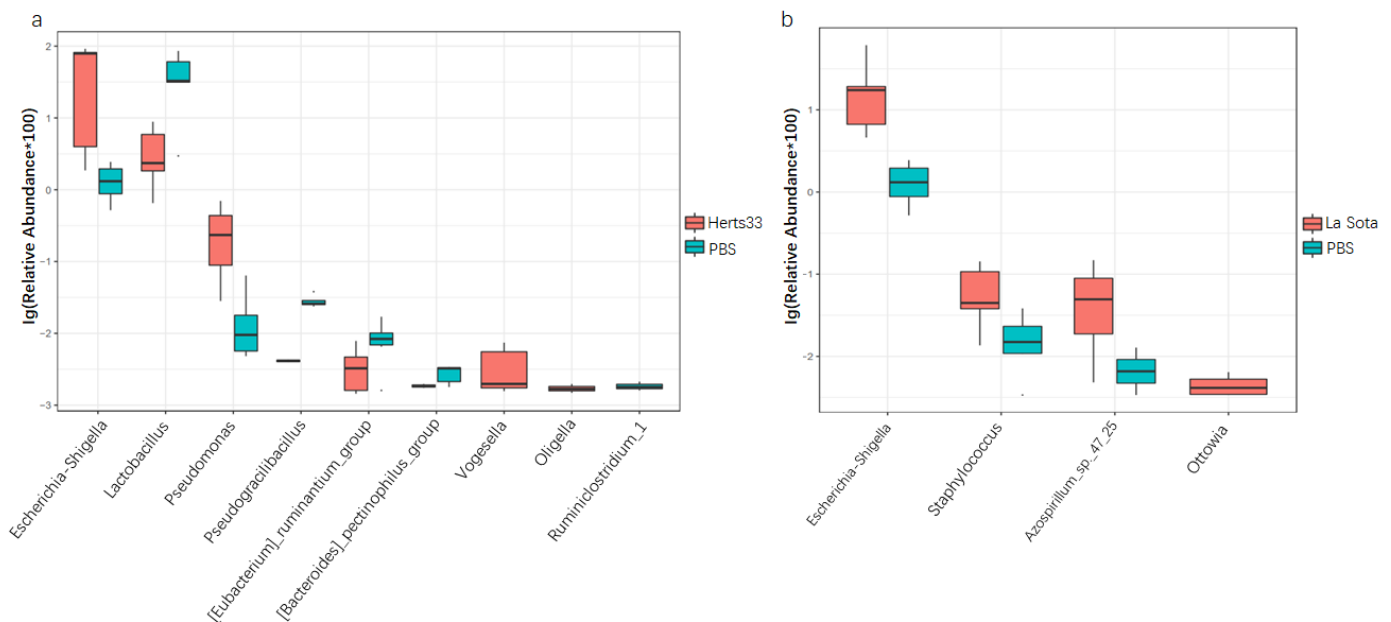 a
lg(Relative Abundance*100)
2
1
0
−1
−2
−3
Escherichia-Shigella
Lactobacillus
Pseudomonas
Pseudogracilibacillus
[Eubacterium]_ruminantium_group
[Bacteroides]_pectinophilus_group
Vogesella
Oligella
Ruminiclostridium_1
Herts33
PBS
b
lg(Relative Abundance*100)
1
0
−1
−2
Escherichia-Shigella
Staphylococcus
Azospirillum_sp._47_25
Ottowia
La Sota
PBS